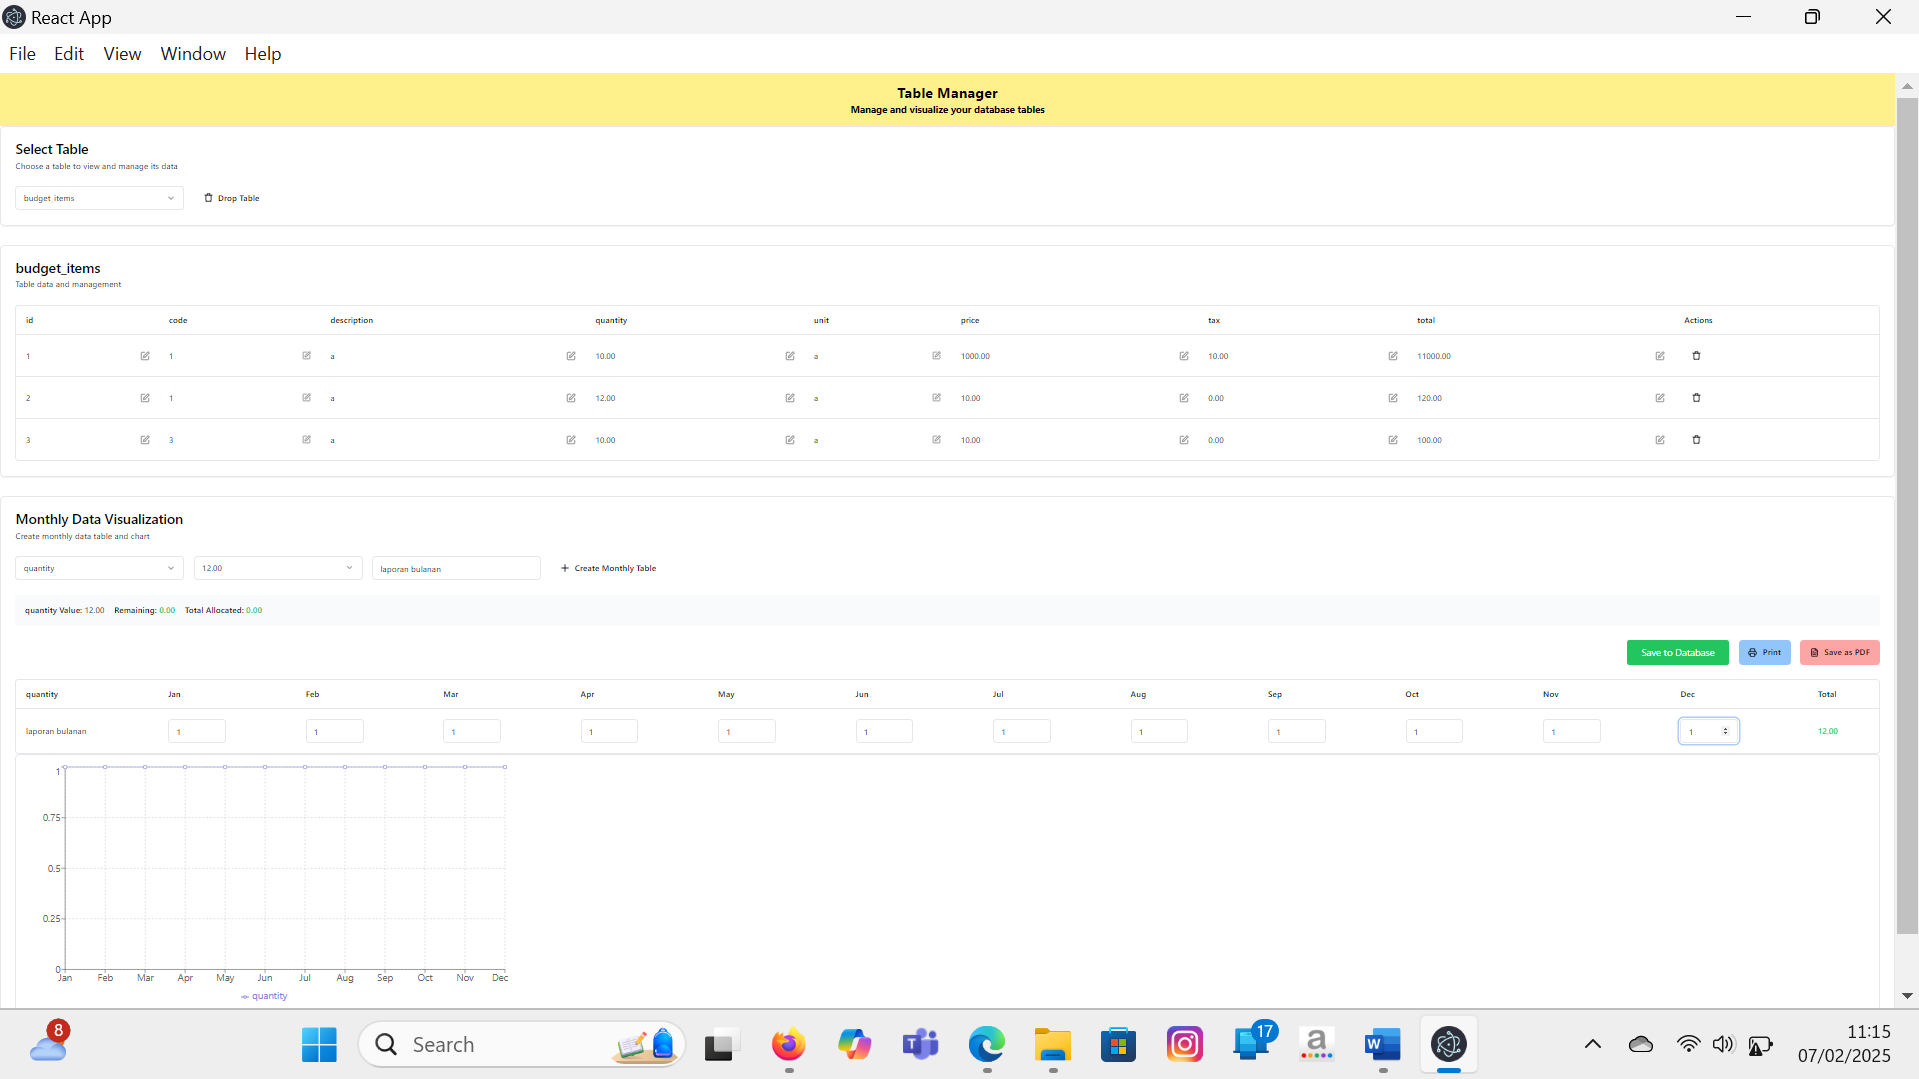 React App
File Edit View Window Help
Table Manager
Manage and visualize your database tables
Select Table
Choose a table to view and manage its data
budget_items Drop Table
budget_items
Table data and management
id code description quantity unit price tax total Actions
1 1 a 10.00 a 1000.00 10.00 11000.00
2 1 a 12.00 a 10.00 0.00 120.00
3 3 a 10.00 a 10.00 0.00 100.00
Monthly Data Visualization
Create monthly data table and chart
quantity 12.00 laporan bulanan + Create Monthly Table
quantity Value: 12.00 Remaining: 0.00 Total Allocated: 0.00
Save to Database Print Save as PDF
quantity Jan Feb Mar Apr May Jun Jul Aug Sep Oct Nov Dec Total
laporan bulanan 1 1 1 1 1 1 1 1 1 1 1 1 12.00
1
0.75
0.5
0.25
0
Jan Feb Mar Apr May Jun Jul Aug Sep Oct Nov Dec
quantity
8 Search 17 11:15
07/02/2025